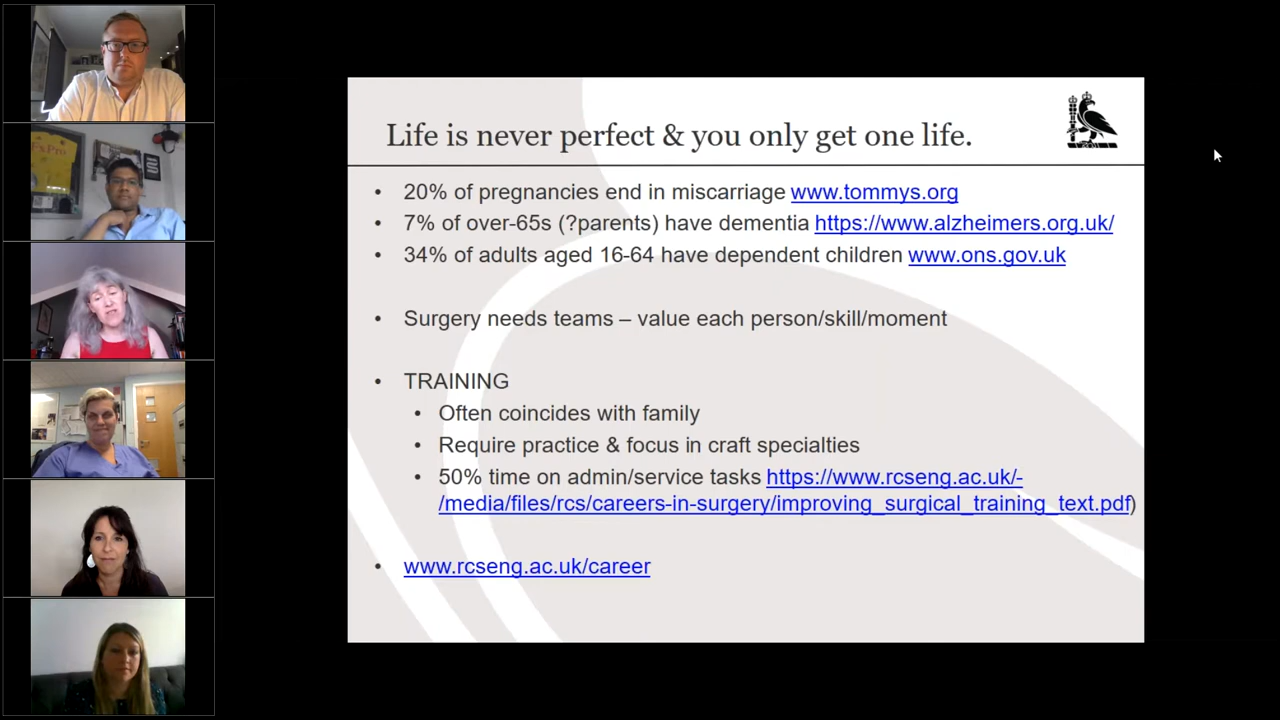 Life is never perfect & you only get one life.
• 20% of pregnancies end in miscarriage www.tommys.org
• 7% of over-65s (?parents) have dementia https://www.alzheimers.org.uk/
• 34% of adults aged 16-64 have dependent children www.ons.gov.uk
• Surgery needs teams – value each person/skill/moment
• TRAINING
• Often coincides with family
• Require practice & focus in craft specialties
• 50% time on admin/service tasks https://www.rcseng.ac.uk/-
/media/files/rcs/careers-in-surgery/improving_surgical_training_text.pdf)
• www.rcseng.ac.uk/career